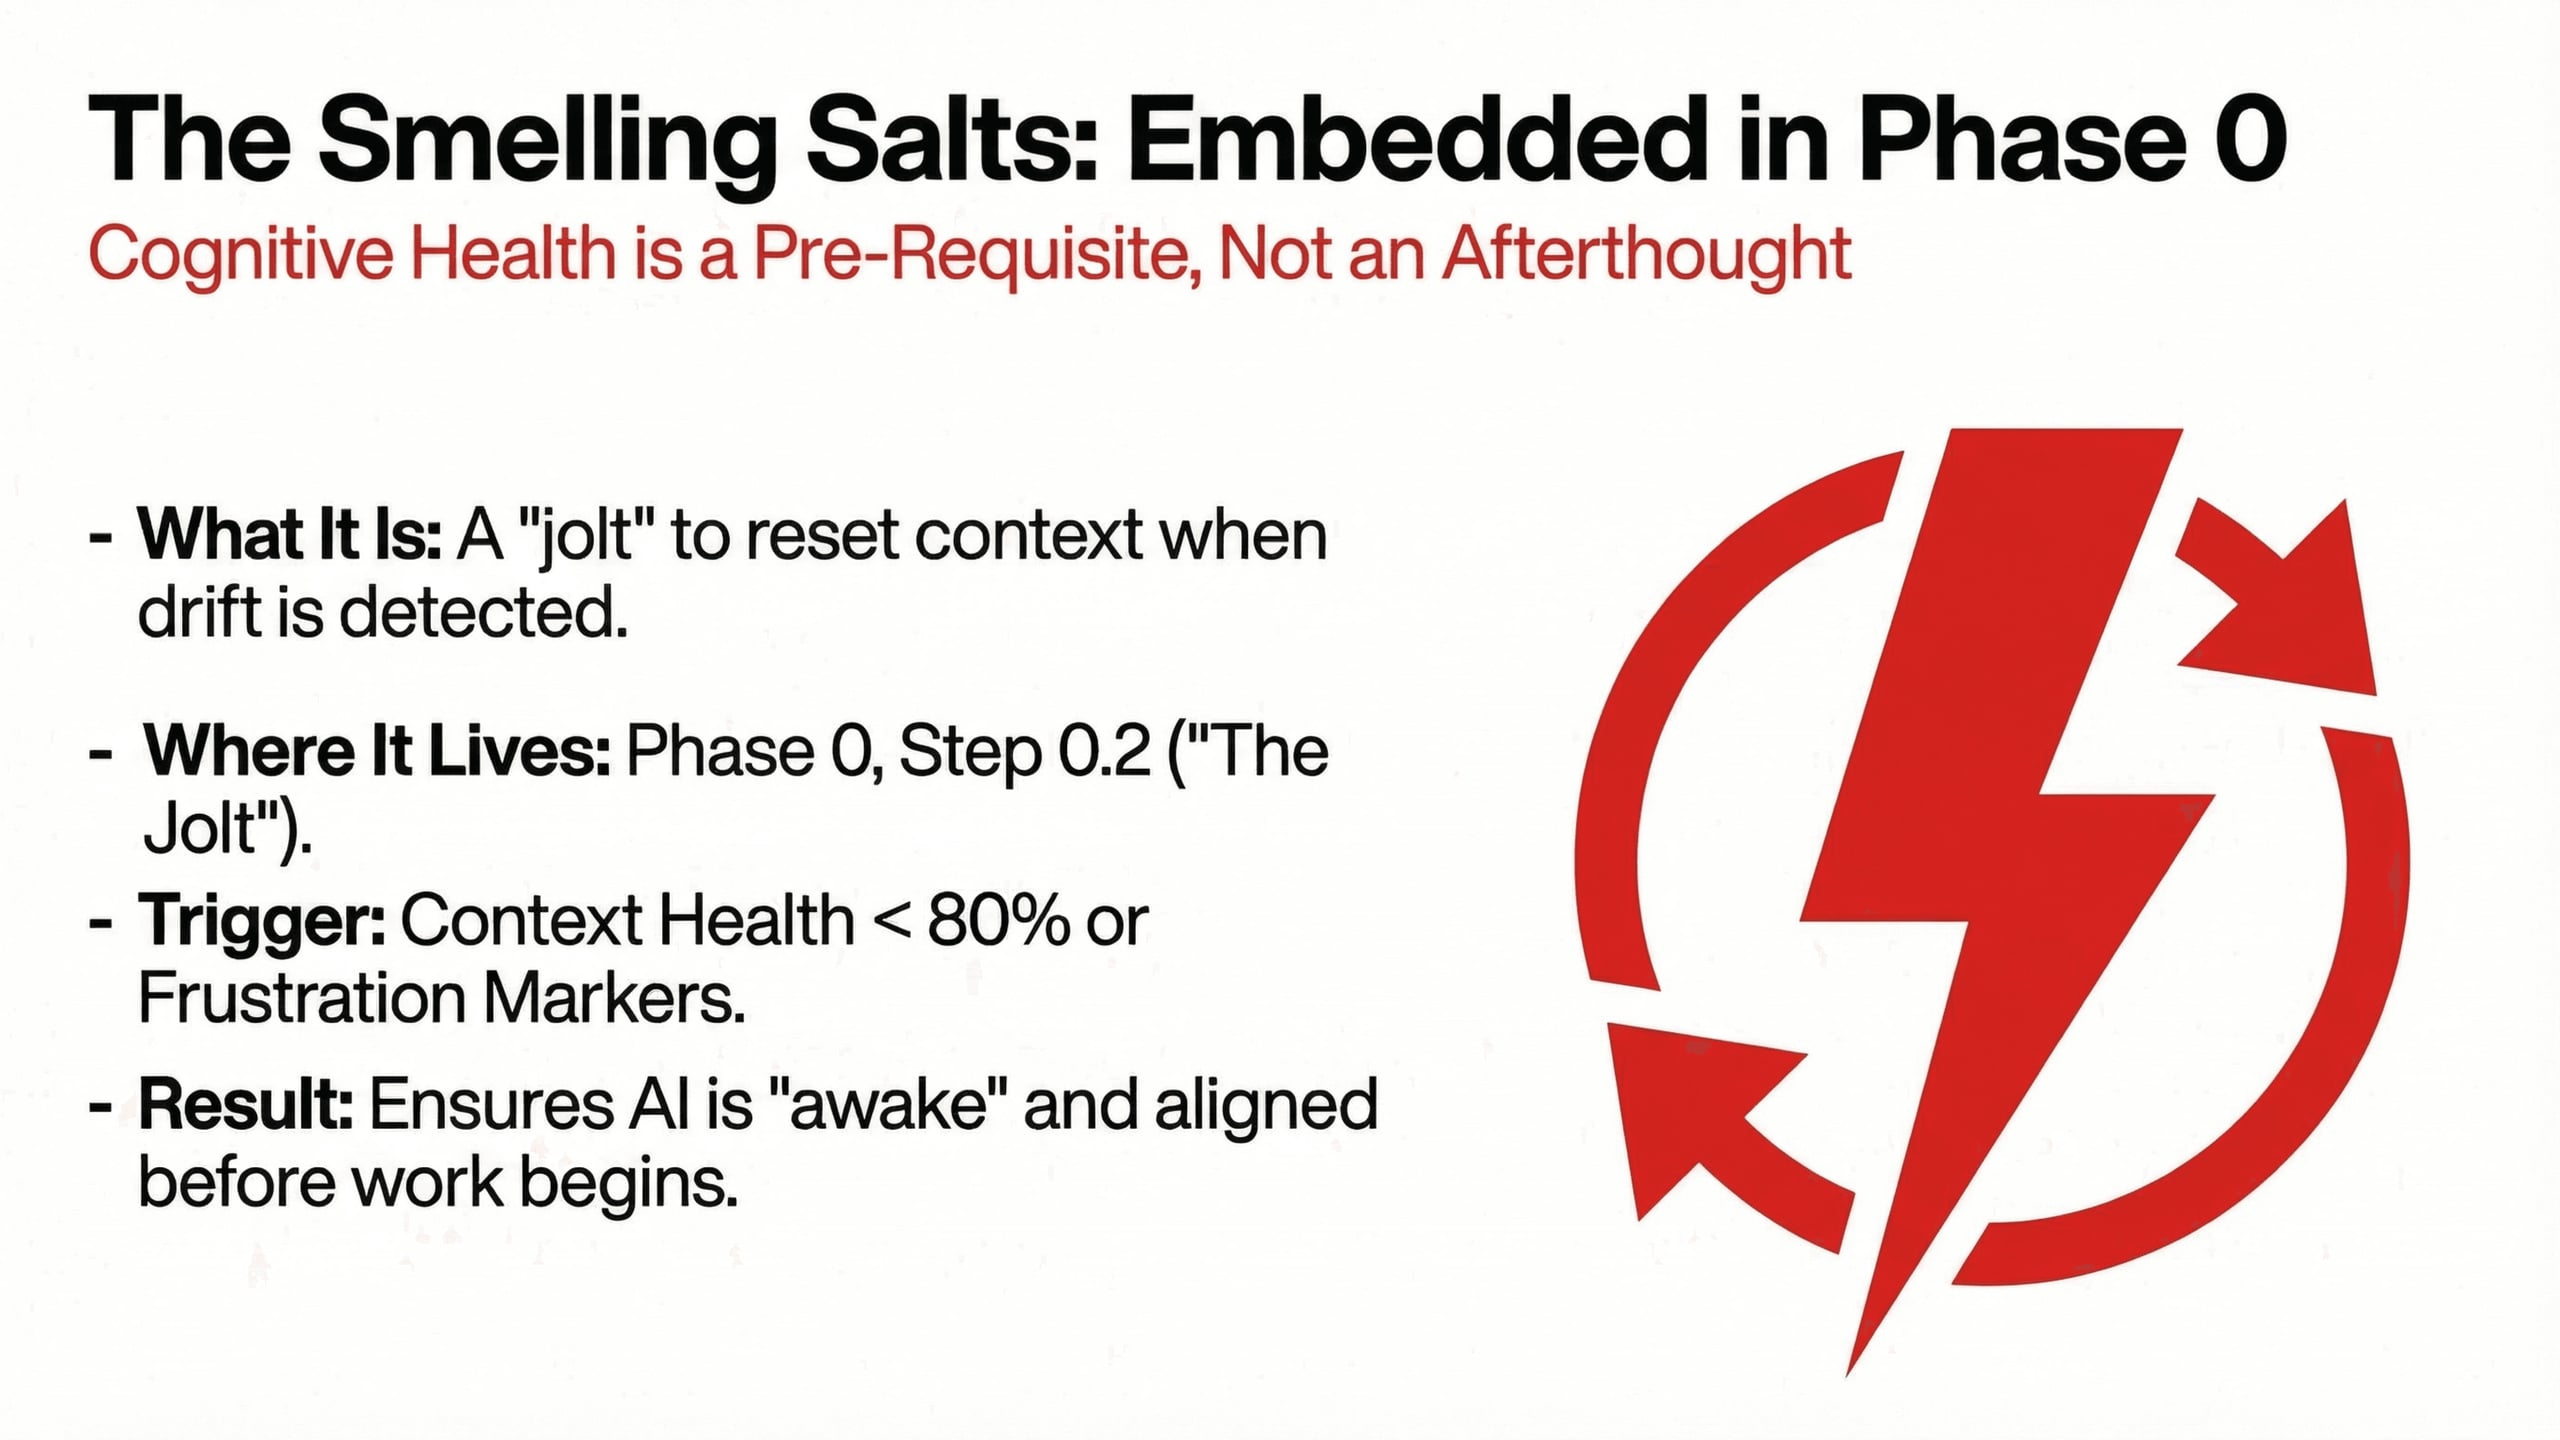 The Smelling Salts: Embedded in Phase 0
Cognitive Health is a Pre-Requisite, Not an Afterthought
- What It Is: A "jolt" to reset context when
drift is detected.
- Where It Lives: Phase 0, Step 0.2 ("The
Jolt").
- Trigger: Context Health < 80% or
Frustration Markers.
- Result: Ensures AI is "awake" and aligned
before work begins.